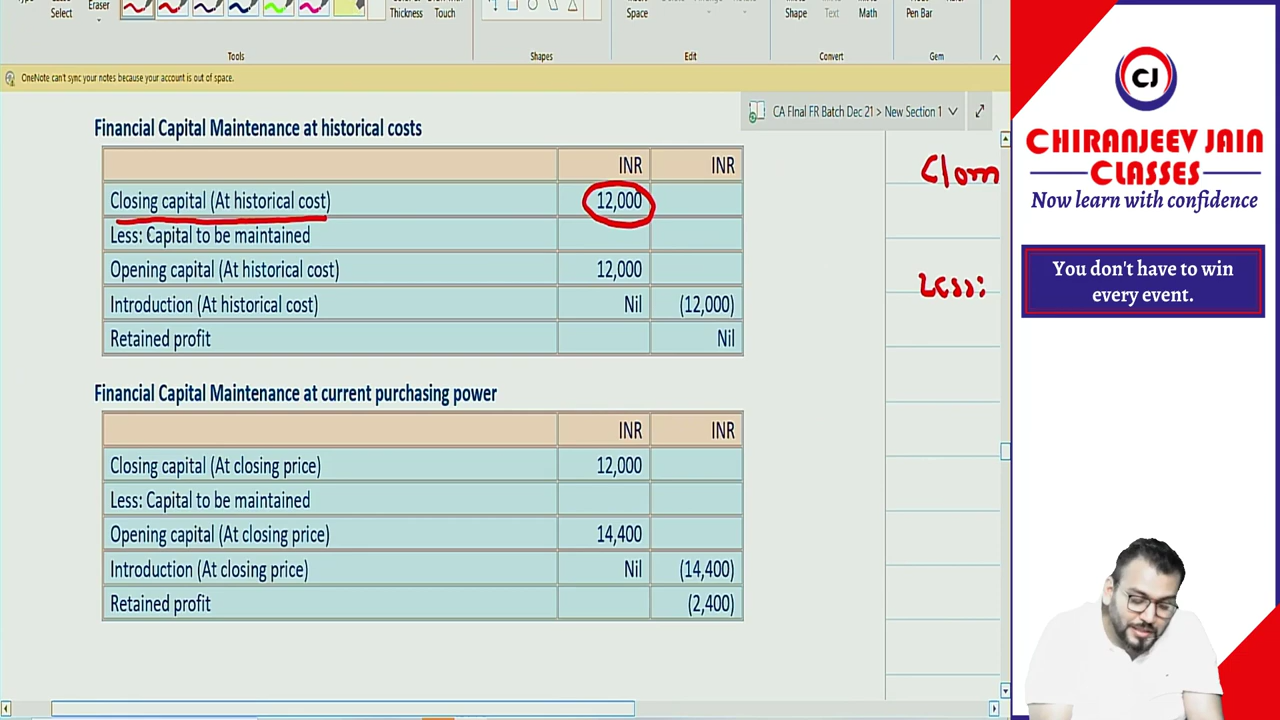 Eraser
Select
Thickness
Touch
Space
Shape
Text
Math
Pen Bar
Tools
Shapes
Edit
Convert
Gem
OneNote can't sync your notes because your account is out of space.
CA FInal FR Batch Dec 21 > New Section 1
Financial Capital Maintenance at historical costs
INR INR
Closing capital (At historical cost) 12,000
Less: Capital to be maintained
Opening capital (At historical cost) 12,000
Introduction (At historical cost) Nil (12,000)
Retained profit Nil
Financial Capital Maintenance at current purchasing power
INR INR
Closing capital (At closing price) 12,000
Less: Capital to be maintained
Opening capital (At closing price) 14,400
Introduction (At closing price) Nil (14,400)
Retained profit (2,400)
Less:
CJ
CHIRANJEEV JAIN
CLASSES
Now learn with confidence
You don't have to win
every event.